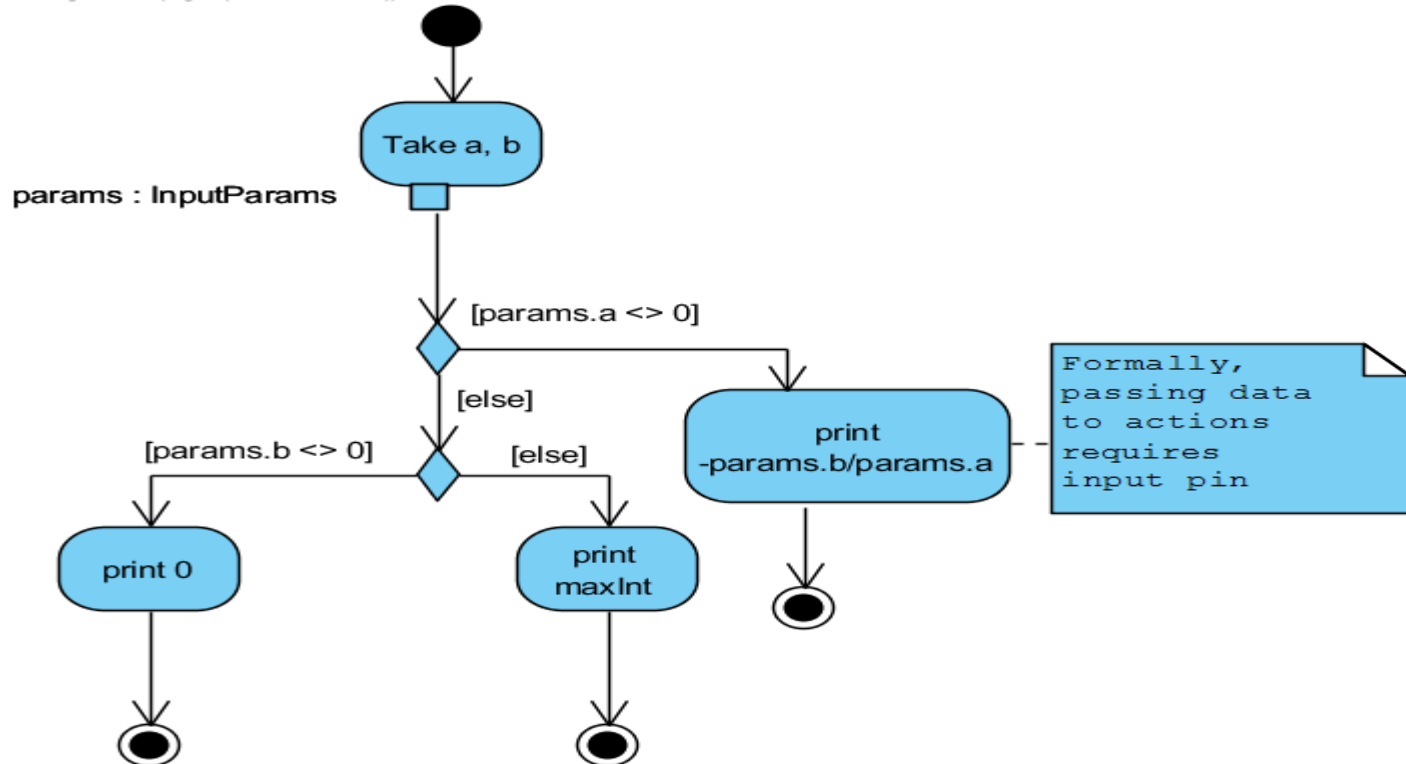 Take a, b
params : InputParams
[params.a <> 0]
[else]
[params.b <> 0]
[else]
print
-params.b/params.a
Formally,
passing data
to actions
requires
input pin
print 0
print
maxInt